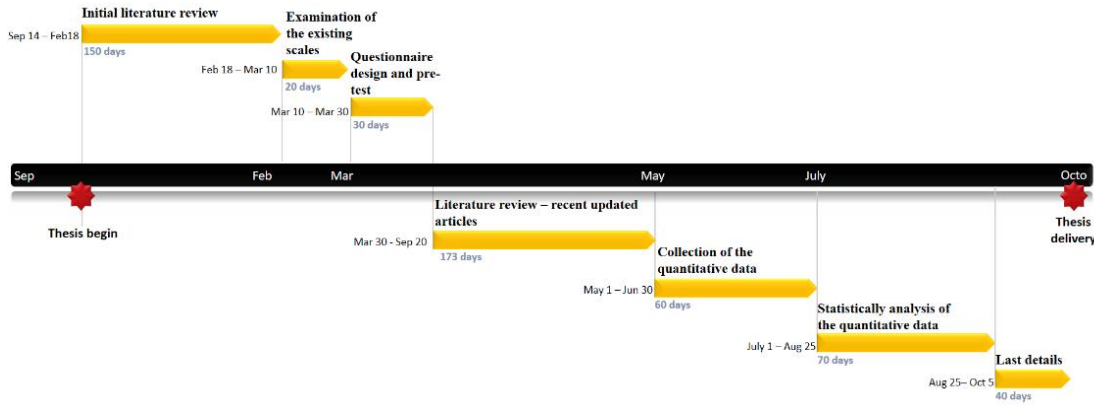 Initial literature review
Sep 14 – Feb18
150 days
Examination of
the existing
scales
Feb 18 – Mar 10
20 days
Questionnaire
design and pre-
test
Mar 10 – Mar 30
30 days
Sep Feb Mar May July Octo
Thesis begin
Thesis
delivery
Literature review – recent updated
articles
Mar 30 - Sep 20
173 days
Collection of the
quantitative data
May 1 – Jun 30
60 days
Statistically analysis of
the quantitative data
July 1 – Aug 25
70 days
Last details
Aug 25– Oct 5
40 days